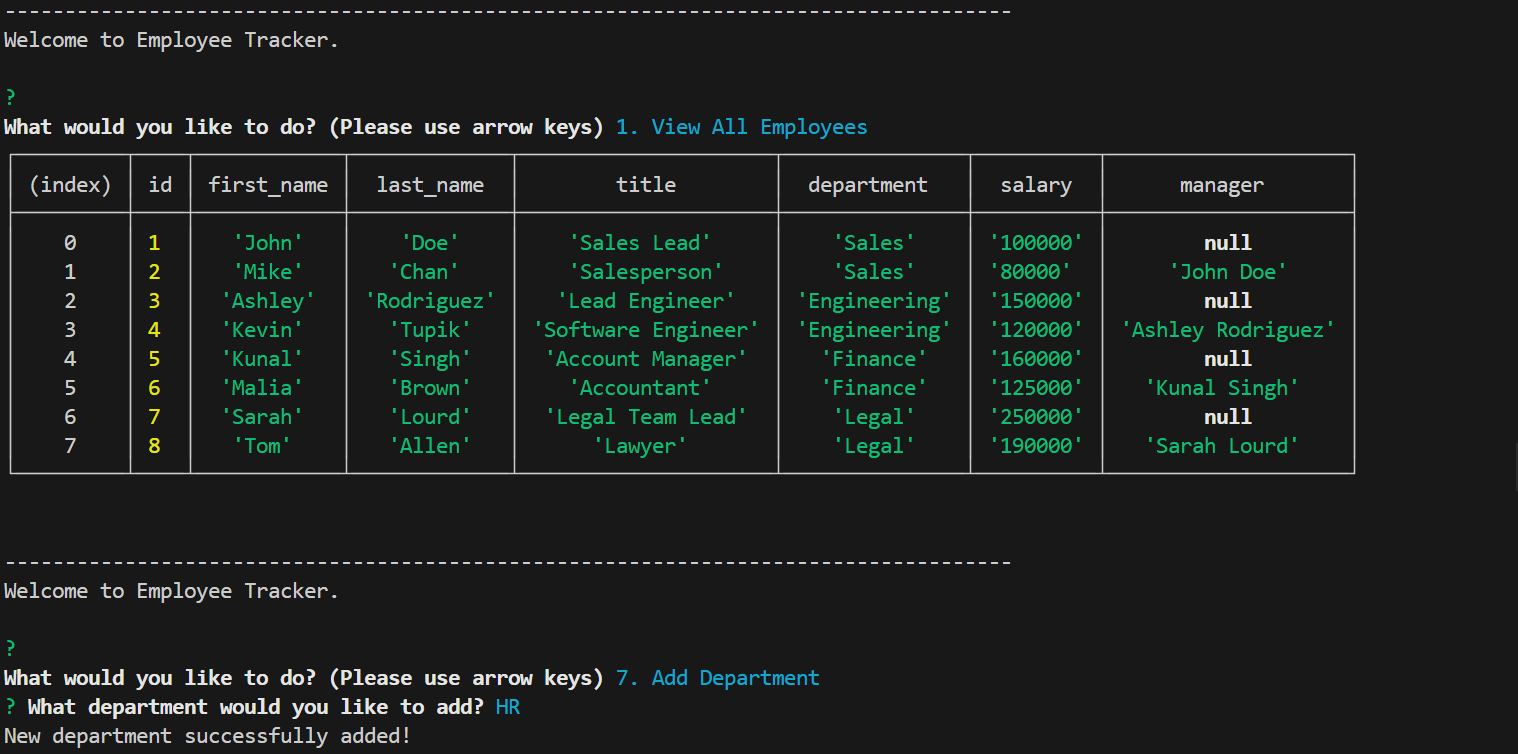 ------------------------------------------------------------------------------------
Welcome to Employee Tracker.
?
What would you like to do? (Please use arrow keys) 1. View All Employees
(index) id first_name last_name title department salary manager
0 1 'John' 'Doe' 'Sales Lead' 'Sales' '100000' null
1 2 'Mike' 'Chan' 'Salesperson' 'Sales' '80000' 'John Doe'
2 3 'Ashley' 'Rodriguez' 'Lead Engineer' 'Engineering' '150000' null
3 4 'Kevin' 'Tupik' 'Software Engineer' 'Engineering' '120000' 'Ashley Rodriguez'
4 5 'Kunal' 'Singh' 'Account Manager' 'Finance' '160000' null
5 6 'Malia' 'Brown' 'Accountant' 'Finance' '125000' 'Kunal Singh'
6 7 'Sarah' 'Lourd' 'Legal Team Lead' 'Legal' '250000' null
7 8 'Tom' 'Allen' 'Lawyer' 'Legal' '190000' 'Sarah Lourd'
------------------------------------------------------------------------------------
Welcome to Employee Tracker.
?
What would you like to do? (Please use arrow keys) 7. Add Department
? What department would you like to add? HR
New department successfully added!